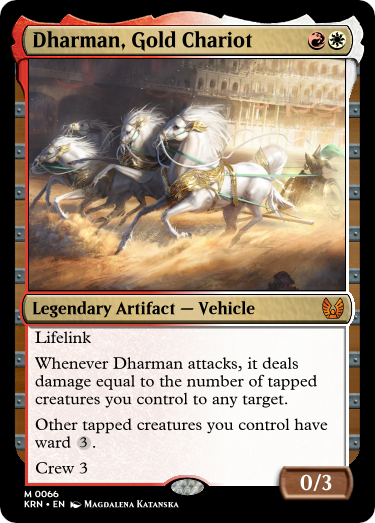 Dharman, Gold Chariot
Legendary Artifact — Vehicle
Lifelink
Whenever Dharman attacks, it deals
damage equal to the number of tapped
creatures you control to any target.
Other tapped creatures you control have
ward 3.
Crew 3
0/3
M 0066
KRN • EN Magdalena Katanska